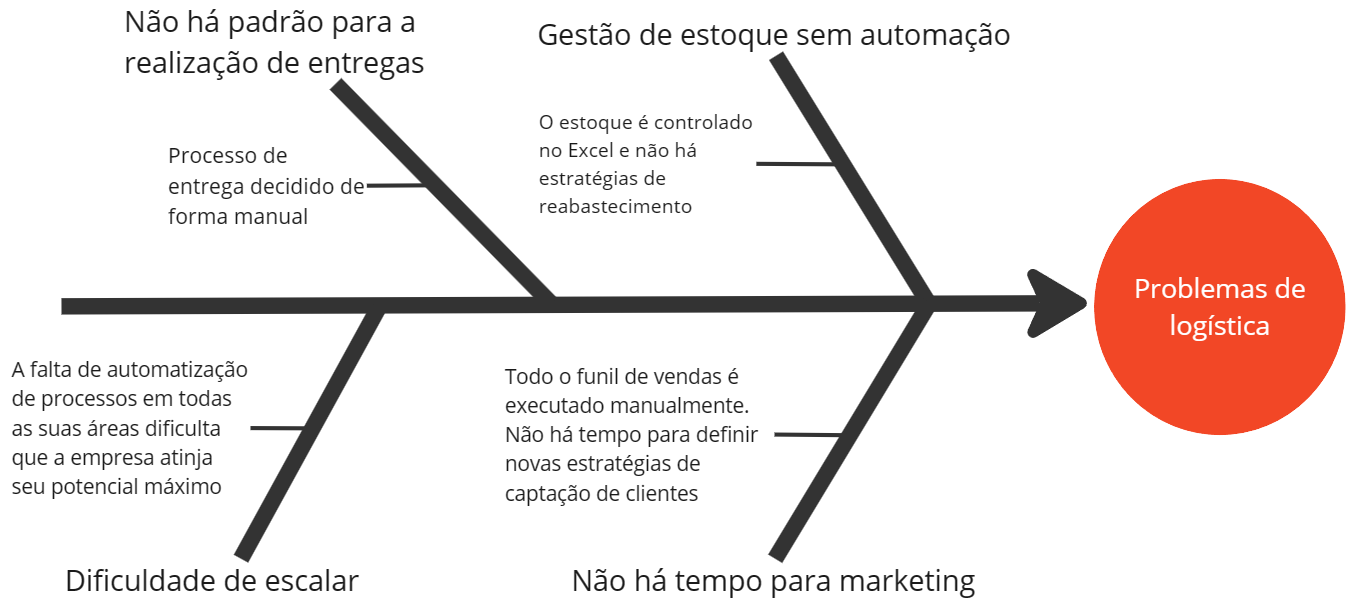 Não há padrão para a
realização de entregas
Gestão de estoque sem automação
Processo de
entrega decidido de
forma manual
O estoque é controlado
no Excel e não há
estratégias de
reabastecimento
Problemas de
logística
A falta de automatização
de processos em todas
as suas áreas dificulta
que a empresa atinja
seu potencial máximo
Todo o funil de vendas é
executado manualmente.
Não há tempo para definir
novas estratégias de
captação de clientes
Dificuldade de escalar
Não há tempo para marketing